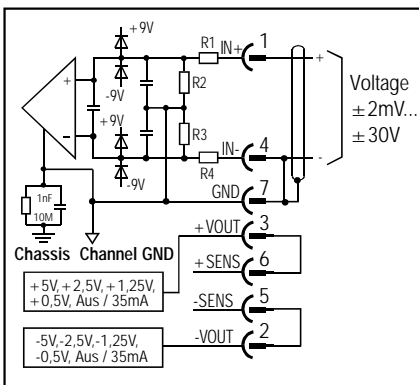 +9V
R1 IN+ 1
+
+
R2
-9V
Voltage
±2mV...
±30V
+9V
R3
−
IN- 4
-
R4
-9V
GND 7
1nF
10M
+VOUT 3
Chassis Channel GND
+SENS 6
+5V,+2,5V,+1,25V,
+0,5V, Aus / 35mA
-SENS 5
-5V,-2,5V,-1,25V,
-0,5V, Aus / 35mA
-VOUT 2